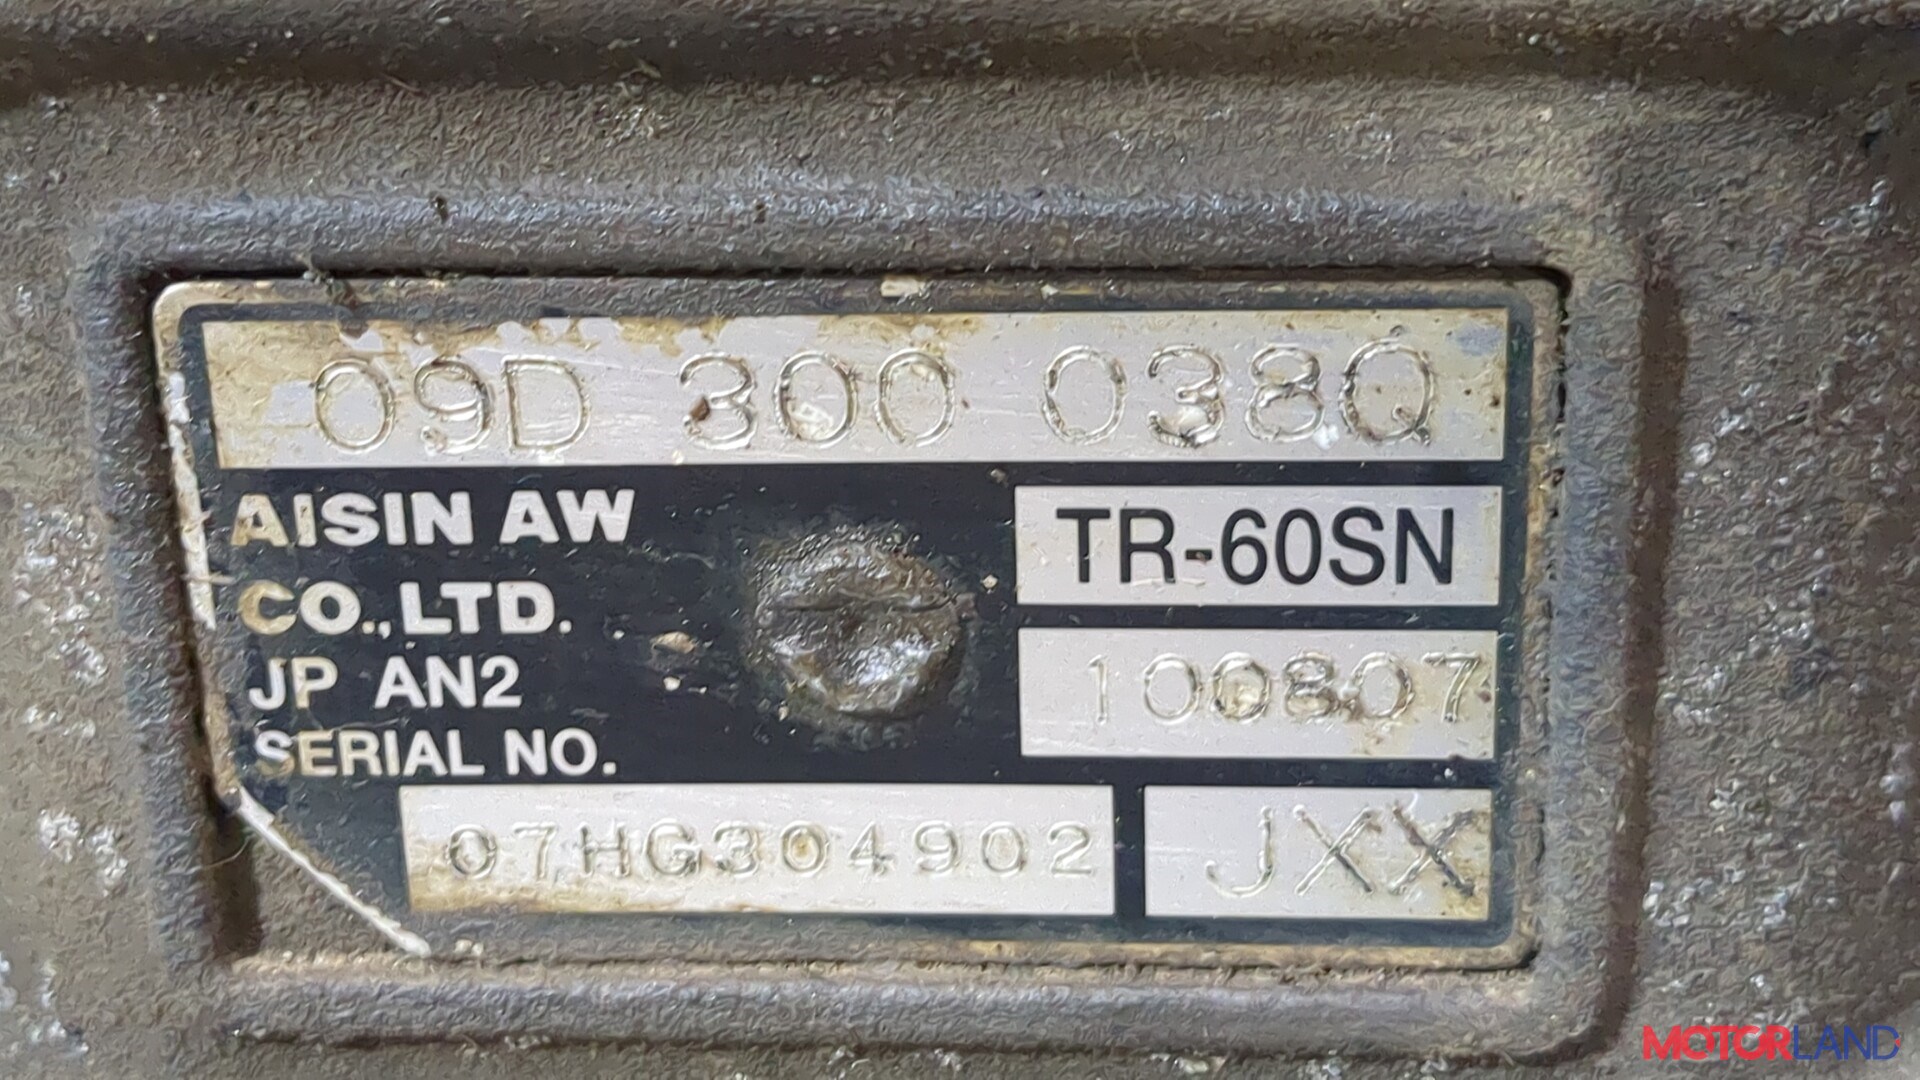 09D 300 038Q
AISIN AW
CO.,LTD.
TR-60SN
JP AN2
100807
SERIAL NO.
07HG304902
JXX
MOTORLAND